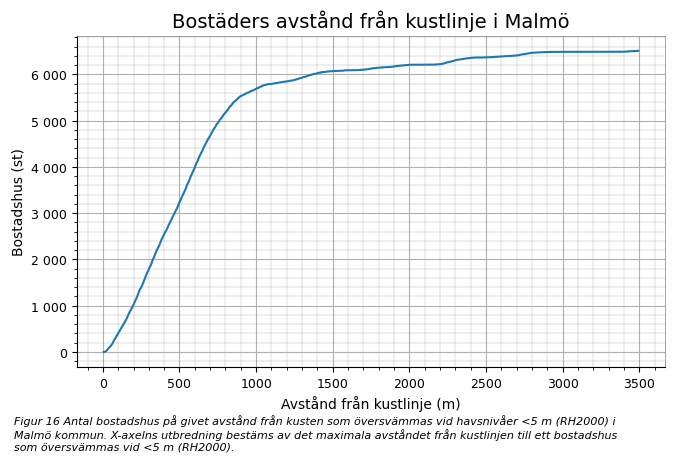 Bostäders avstånd från kustlinje i Malmö
Bostadshus (st)
6 000
5 000
4 000
3 000
2 000
1 000
0
0 500 1000 1500 2000 2500 3000 3500
Avstånd från kustlinje (m)
Figur 16 Antal bostadshus på givet avstånd från kusten som översvämmas vid havsnivåer <5 m (RH2000) i
Malmö kommun. X-axelns utbredning bestäms av det maximala avståndet från kustlinjen till ett bostadshus
som översvämmas vid <5 m (RH2000).